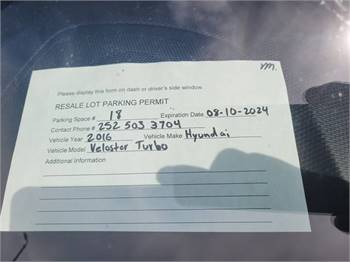 Please display this form on dash or driver's side window
RESALE LOT PARKING PERMIT
Parking Space # 18 Expiration Date 08-10-2024
Contact Phone # 252 503 3704
Vehicle Year 2016 Vehicle Make Hyundai
Vehicle Model Veloster Turbo
Additional Information